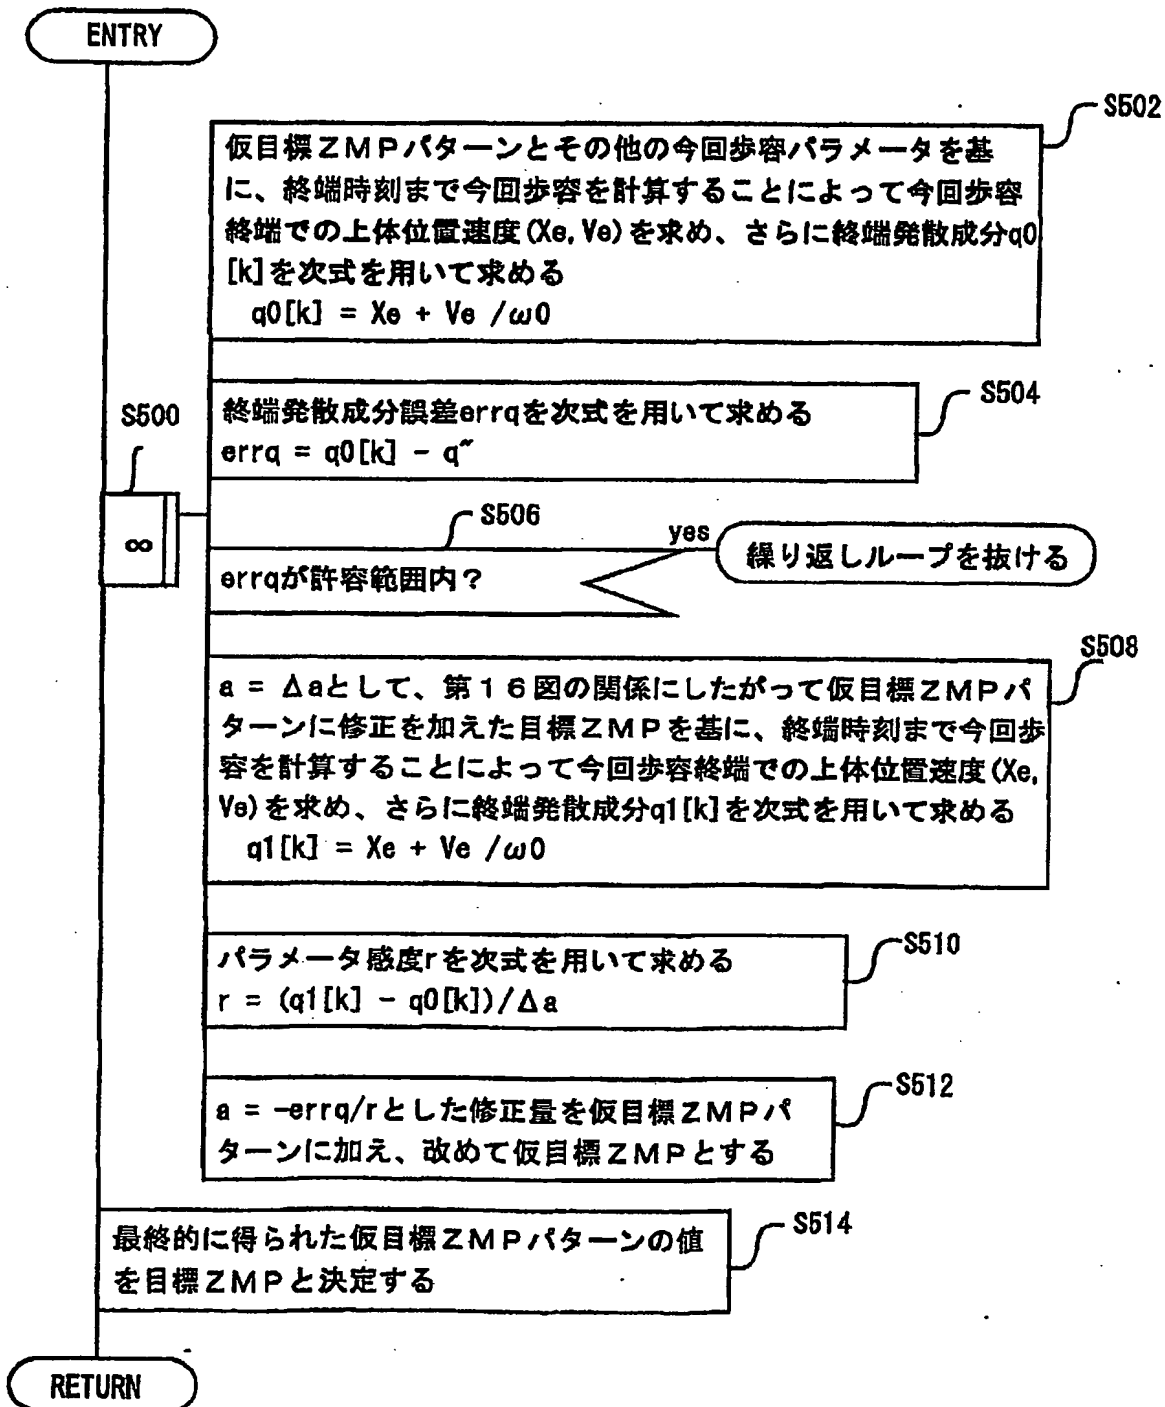 ENTRY
S502
仮目標ZMPパターンとその他の今回歩容パラメータを基
に、終端時刻まで今回歩容を計算することによって今回歩容
終端での上体位置速度(Xe, Ve)を求め、さらに終端発散成分q0
[k]を次式を用いて求める
q0[k] = Xe + Ve /ω0
S504
終端発散成分誤差errqを次式を用いて求める
errq = q0[k] - q″
S500
∞
S506
errqが許容範囲内？
yes
繰り返しループを抜ける
S508
a = Δaとして、第１６図の関係にしたがって仮目標ZMPパ
ターンに修正を加えた目標ZMPを基に、終端時刻まで今回歩
容を計算することによって今回歩容終端での上体位置速度(Xe,
Ve)を求め、さらに終端発散成分q1[k]を次式を用いて求める
q1[k] = Xe + Ve /ω0
S510
パラメータ感度rを次式を用いて求める
r = (q1[k] - q0[k])/Δa
S512
a = -errq/rとした修正量を仮目標ZMPパ
ターンに加え、改めて仮目標ZMPとする
S514
最終的に得られた仮目標ZMPパターンの値
を目標ZMPと決定する
RETURN